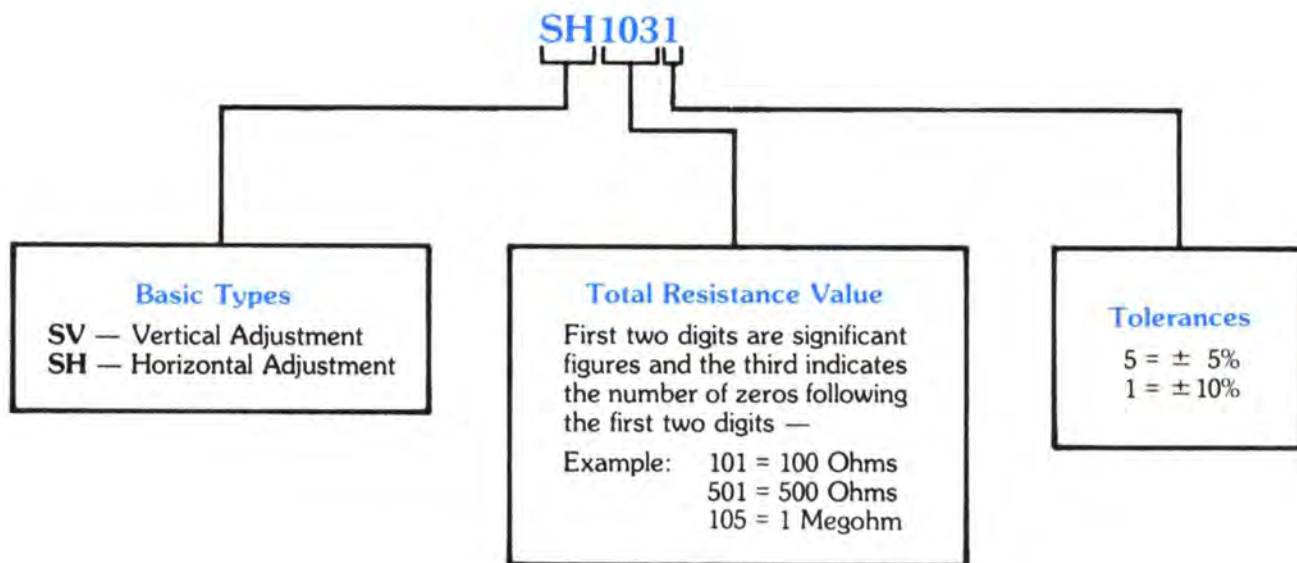 SH1031
Basic Types
SV — Vertical Adjustment
SH — Horizontal Adjustment
Total Resistance Value
First two digits are significant
figures and the third indicates
the number of zeros following
the first two digits —
Example: 101 = 100 Ohms
501 = 500 Ohms
105 = 1 Megohm
Tolerances
5 = ± 5%
1 = ±10%